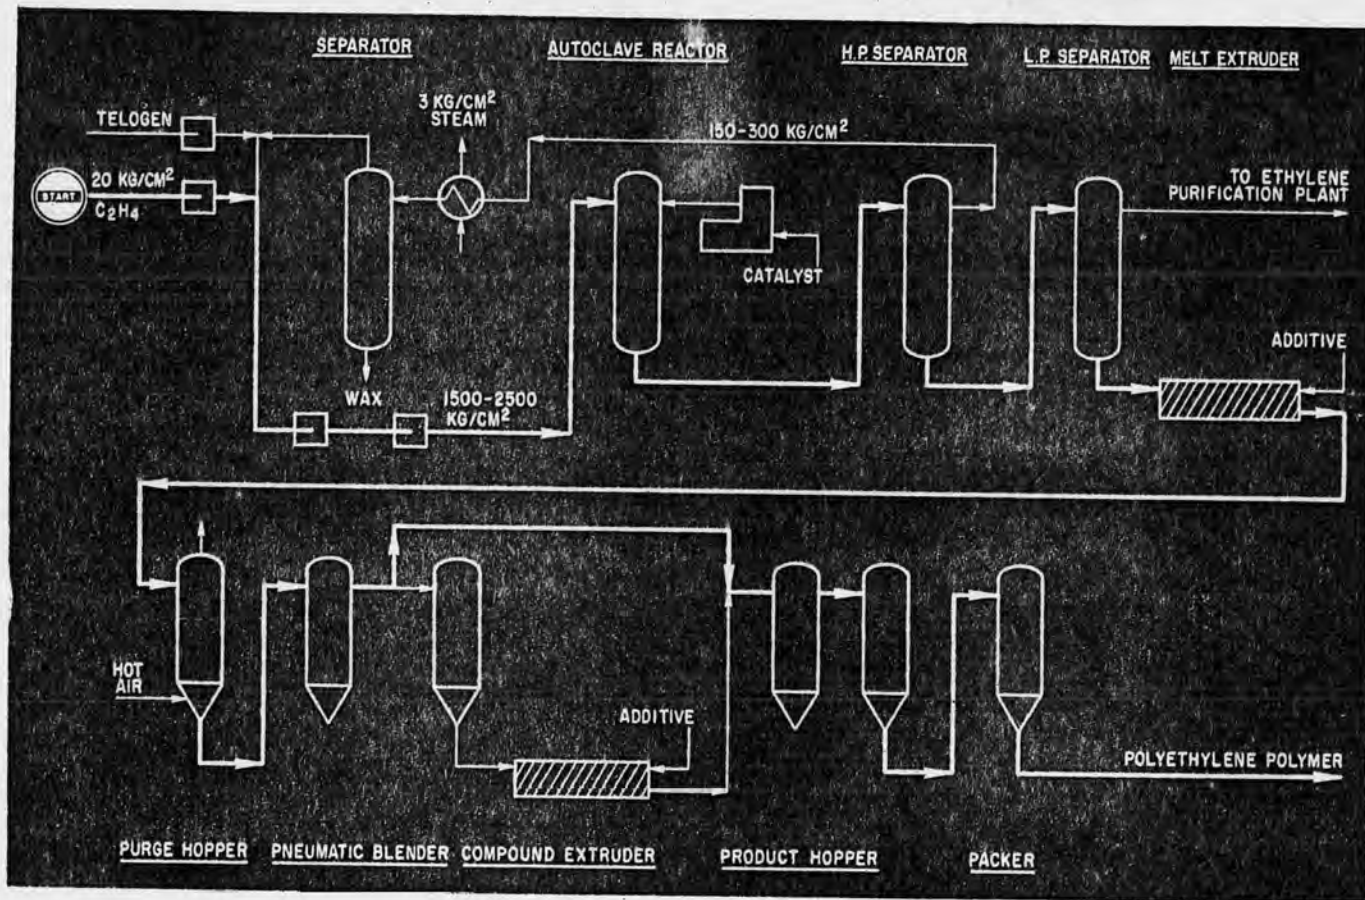 SEPARATOR
AUTOCLAVE REACTOR
H.P. SEPARATOR
L.P. SEPARATOR
MELT EXTRUDER
TELOGEN
3 KG/CM²
STEAM
150-300 KG/CM²
START
20 KG/CM²
C₂H₄
TO ETHYLENE
PURIFICATION PLANT
CATALYST
WAX
1500-2500
KG/CM²
ADDITIVE
HOT
AIR
ADDITIVE
POLYETHYLENE POLYMER
PURGE HOPPER
PNEUMATIC BLENDER
COMPOUND EXTRUDER
PRODUCT HOPPER
PACKER